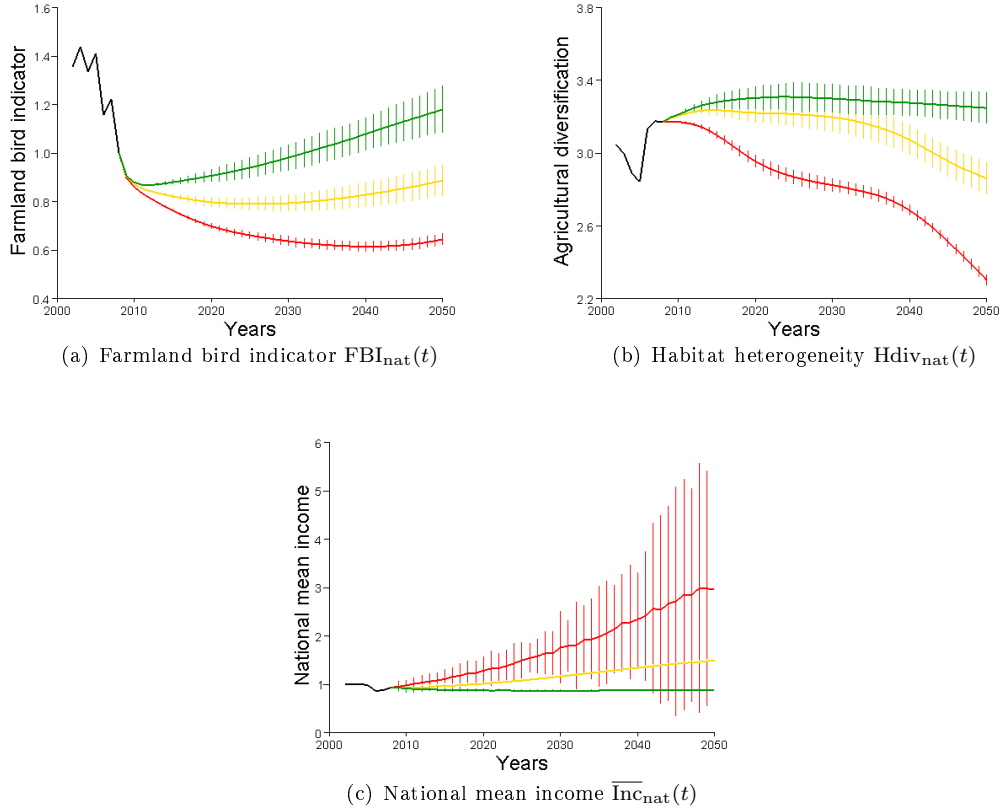 1.6
1.4
1.2
1.0
0.8
0.6
0.4
Farmland bird indicator
2000 2010 2020 2030 2040 2050
Years
(a) Farmland bird indicator FBInat(t)
3.8
3.4
3.0
2.6
2.2
Agricultural diversification
2000 2010 2020 2030 2040 2050
Years
(b) Habitat heterogeneity Hdivnat(t)
6
5
4
3
2
1
0
National mean income
2000 2010 2020 2030 2040 2050
Years
(c) National mean income I̅n̅c̅nat(t)